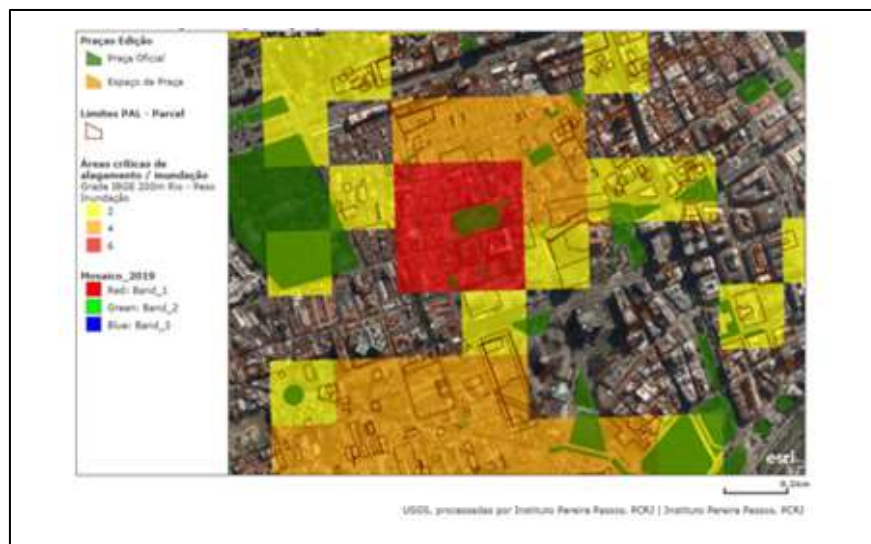 Praças Edição
Praça Oficial
Espaço de Praça
Limites PAL - Parcel
Áreas críticas de
alagamento / inundação
Grade IBGE 200m Rio - Peso
Inundação
2
4
6
Mosaico_2019
Red: Band_1
Green: Band_2
Blue: Band_3
esri
USGS, processadas por Instituto Pereira Passos, PCRJ | Instituto Pereira Passos, PCRJ